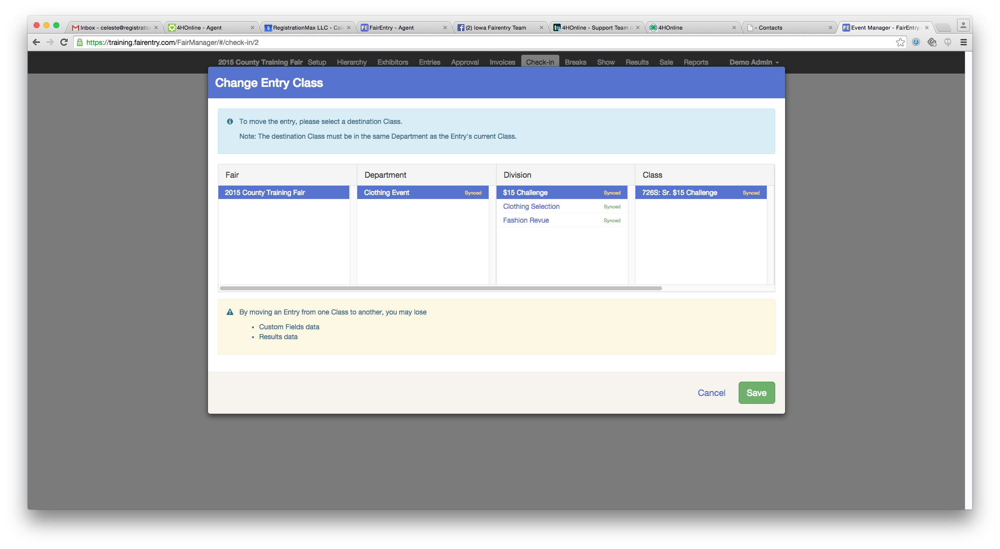 Inbox - celeste@registratio
4HOnline - Agent
RegistrationMax LLC - Cale
FairEntry - Agent
(2) Iowa Fairentry Team
4HOnline - Support Team
4HOnline
- Contacts
Event Manager - FairEntry.
https://training.fairentry.com/FairManager/#/check-in/2
2015 County Training Fair Setup Hierarchy Exhibitors Entries Approval Invoices Check-in Breaks Show Results Sale Reports Demo Admin
Change Entry Class
To move the entry, please select a destination Class.
Note: The destination Class must be in the same Department as the Entry's current Class.
Fair Department Division Class
2015 County Training Fair Clothing Event Synced $15 Challenge Synced 726S: Sr. $15 Challenge Synced
Clothing Selection Synced
Fashion Revue Synced
By moving an Entry from one Class to another, you may lose
• Custom Fields data
• Results data
Cancel Save